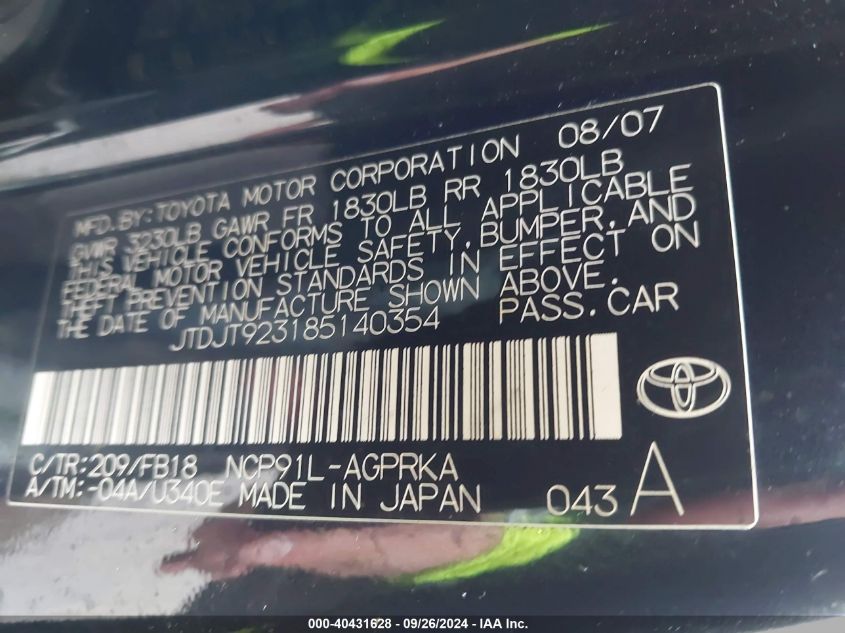 MFD.BY:TOYOTA MOTOR CORPORATION 08/07
GVWR 3230LB GAWR FR 1830LB RR 1830LB
THIS VEHICLE CONFORMS TO ALL APPLICABLE
FEDERAL MOTOR VEHICLE SAFETY,BUMPER,AND
THEFT PREVENTION STANDARDS IN EFFECT ON
THE DATE OF MANUFACTURE SHOWN ABOVE.
JTDJT923185140354 PASS.CAR
C/TR:209/FB18 NCP91L-AGPRKA
A/TM:-04A/U340E MADE IN JAPAN 043 A
000-40431628 - 09/26/2024 - IAA Inc.